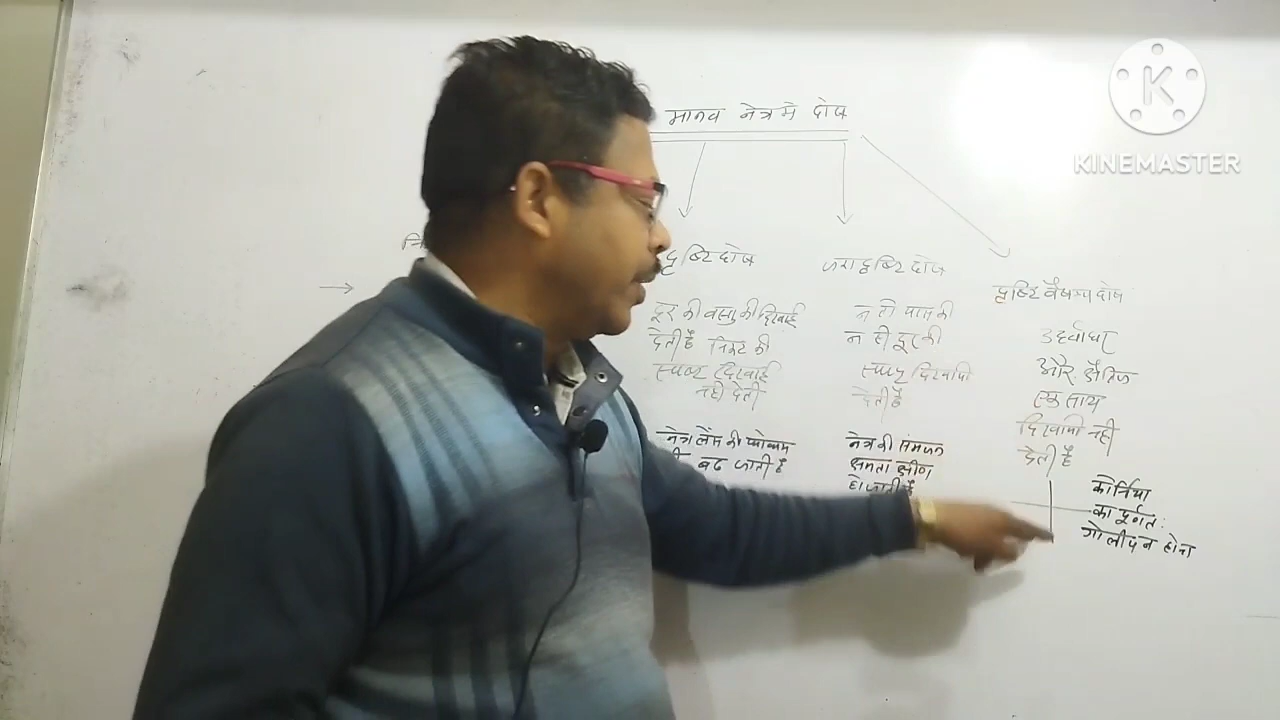 मानव नेत्र मे दोष
नि
दृष्टि दोष
दूर की वस्तु की दिखाई
देती है निकट की
स्पष्ट दिखाई
नही देती
नेत्र लैंस की फोकस
बढ जाती है
जरा दृष्टि दोष
न तो पास की
न ही दूर की
स्पष्ट दिखायी
देती है
नेत्र की समंजन
क्षमता क्षीण
हो जाती है
दृष्टि वैषम्य दोष
उर्ध्वाधर
और क्षैतिज
एक साथ
दिखायी नही
देती है
कोर्निया
का पूर्णतः
गोलीय न होना
KINEMASTER